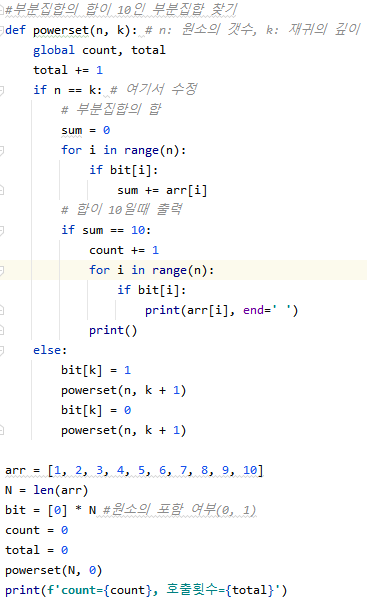 #부분집합의 합이 10인 부분집합 찾기
def powerset(n, k): # n: 원소의 갯수, k: 재귀의 깊이
    global count, total
    total += 1
    if n == k: # 여기서 수정
        # 부분집합의 합
        sum = 0
        for i in range(n):
            if bit[i]:
                sum += arr[i]
        # 합이 10일때 출력
        if sum == 10:
            count += 1
            for i in range(n):
                if bit[i]:
                    print(arr[i], end=' ')
            print()
    else:
        bit[k] = 1
        powerset(n, k + 1)
        bit[k] = 0
        powerset(n, k + 1)

arr = [1, 2, 3, 4, 5, 6, 7, 8, 9, 10]
N = len(arr)
bit = [0] * N #원소의 포함 여부(0, 1)
count = 0
total = 0
powerset(N, 0)
print(f'count={count}, 호출횟수={total}')